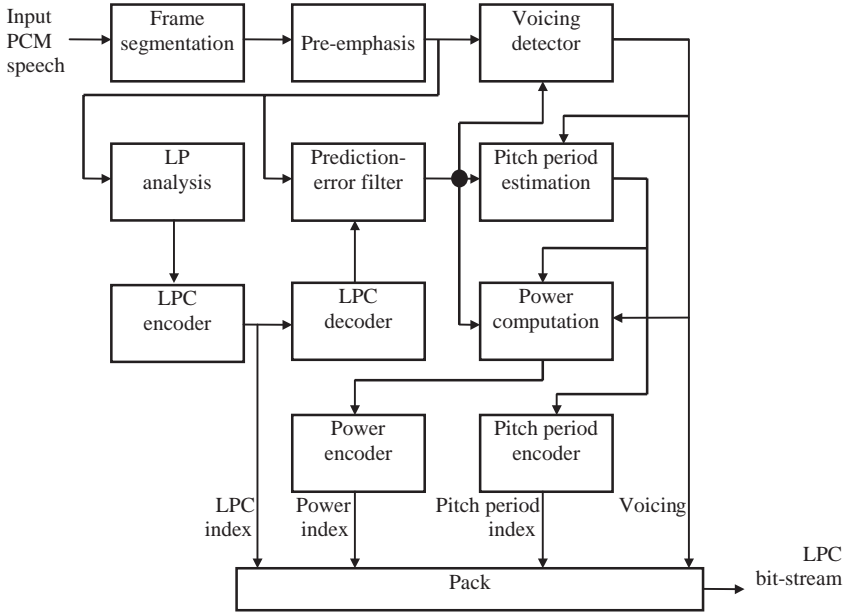 Input
PCM
speech
Frame
segmentation
Pre-emphasis
Voicing
detector
LP
analysis
Prediction-
error filter
Pitch period
estimation
LPC
encoder
LPC
decoder
Power
computation
Power
encoder
Pitch period
encoder
LPC
index
Power
index
Pitch period
index
Voicing
Pack
LPC
bit-stream